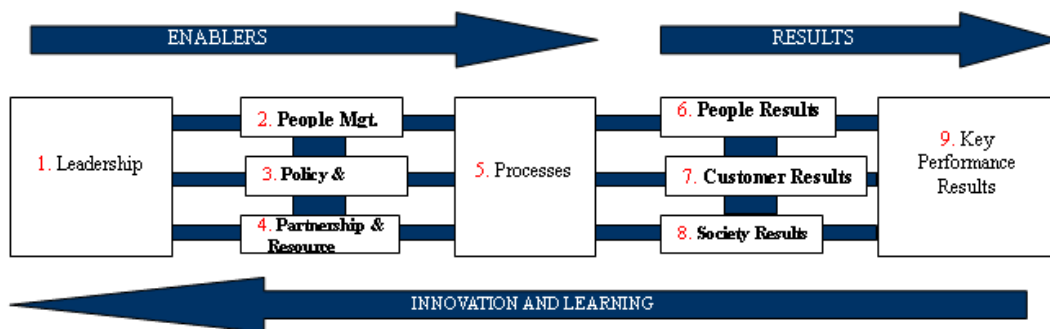 ENABLERS
RESULTS
1. Leadership
2. People Mgt.
3. Policy &
4. Partnership &
Resource
5. Processes
6. People Results
7. Customer Results
8. Society Results
9. Key
Performance
Results
INNOVATION AND LEARNING